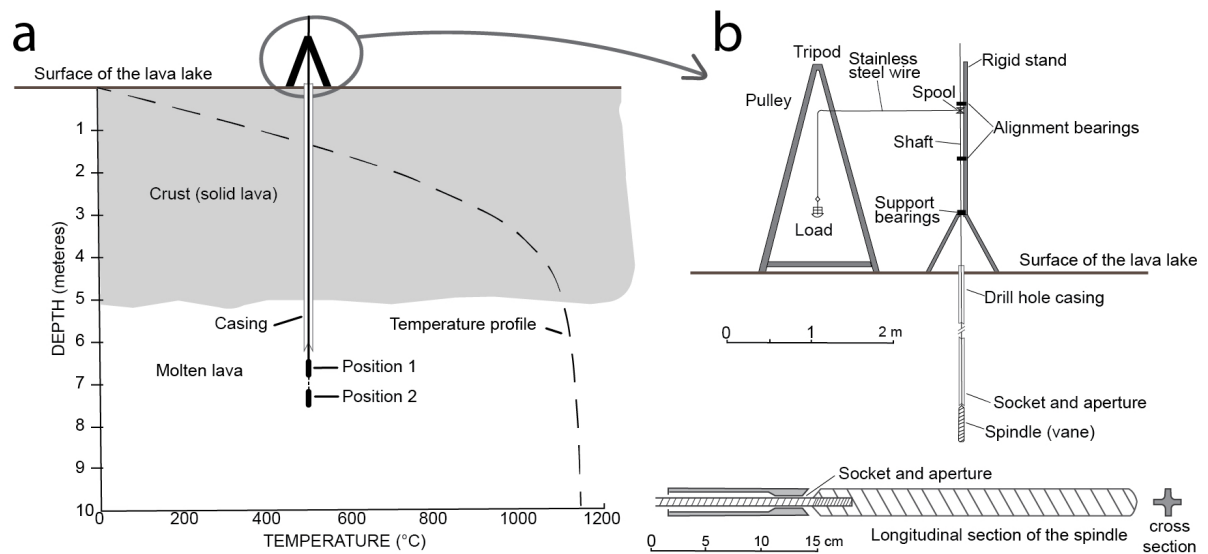 a
Surface of the lava lake
1
2
3
4
5
6
7
8
9
10
DEPTH (meteres)
Crust (solid lava)
Casing
Temperature profile
Molten lava
Position 1
Position 2
0
200
400
600
800
1000
1200
TEMPERATURE (°C)
b
Tripod
Stainless
steel wire
Rigid stand
Pulley
Spool
Alignment bearings
Shaft
Support
bearings
Load
Surface of the lava lake
Drill hole casing
0 1 2 m
Socket and aperture
Spindle (vane)
Socket and aperture
Longitudinal section of the spindle
cross
section
0 5 10 15 cm